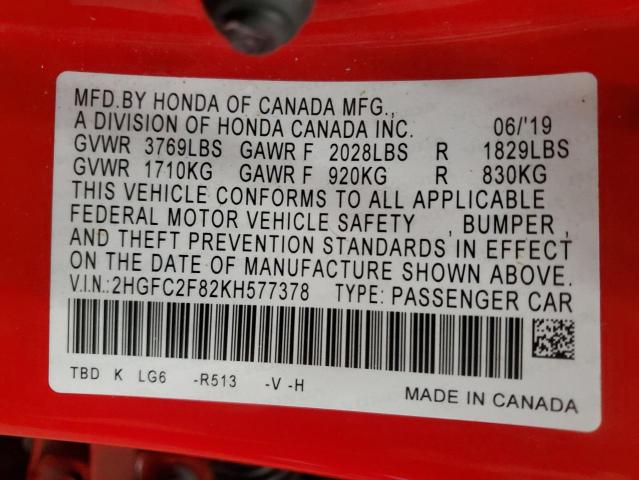 MFD.BY HONDA OF CANADA MFG.,
A DIVISION OF HONDA CANADA INC. 06/'19
GVWR 3769LBS GAWR F 2028LBS R 1829LBS
GVWR 1710KG GAWR F 920KG R 830KG
THIS VEHICLE CONFORMS TO ALL APPLICABLE
FEDERAL MOTOR VEHICLE SAFETY , BUMPER ,
AND THEFT PREVENTION STANDARDS IN EFFECT
ON THE DATE OF MANUFACTURE SHOWN ABOVE.
V.I.N.:2HGFC2F82KH577378 TYPE: PASSENGER CAR
TBD K LG6 -R513 -V -H
MADE IN CANADA